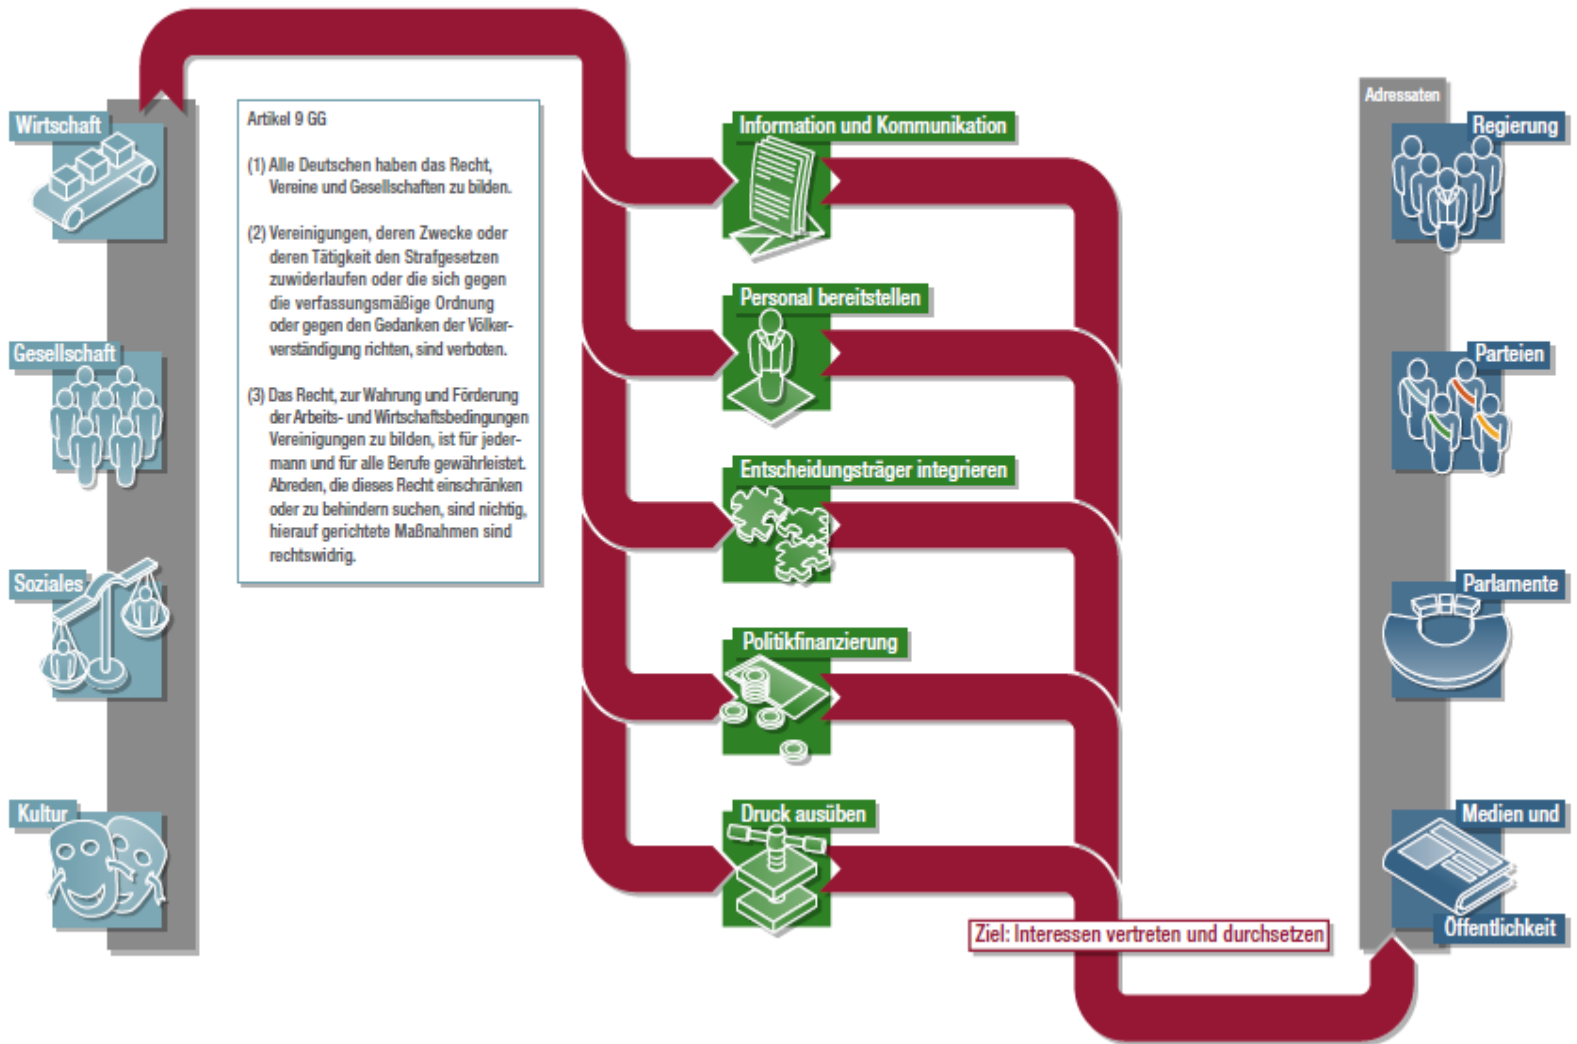 Wirtschaft
Gesellschaft
Soziales
Kultur
Artikel 9 GG
(1) Alle Deutschen haben das Recht,
Vereine und Gesellschaften zu bilden.
(2) Vereinigungen, deren Zwecke oder
deren Tätigkeit den Strafgesetzen
zuwiderlaufen oder die sich gegen
die verfassungsmäßige Ordnung
oder gegen den Gedanken der Völker-
verständigung richten, sind verboten.
(3) Das Recht, zur Wahrung und Förderung
der Arbeits- und Wirtschaftsbedingungen
Vereinigungen zu bilden, ist für jeder-
mann und für alle Berufe gewährleistet.
Abreden, die dieses Recht einschränken
oder zu behindern suchen, sind nichtig,
hierauf gerichtete Maßnahmen sind
rechtswidrig.
Information und Kommunikation
Personal bereitstellen
Entscheidungsträger integrieren
Politikfinanzierung
Druck ausüben
Ziel: Interessen vertreten und durchsetzen
Adressaten
Regierung
Parteien
Parlamente
Medien und
Öffentlichkeit